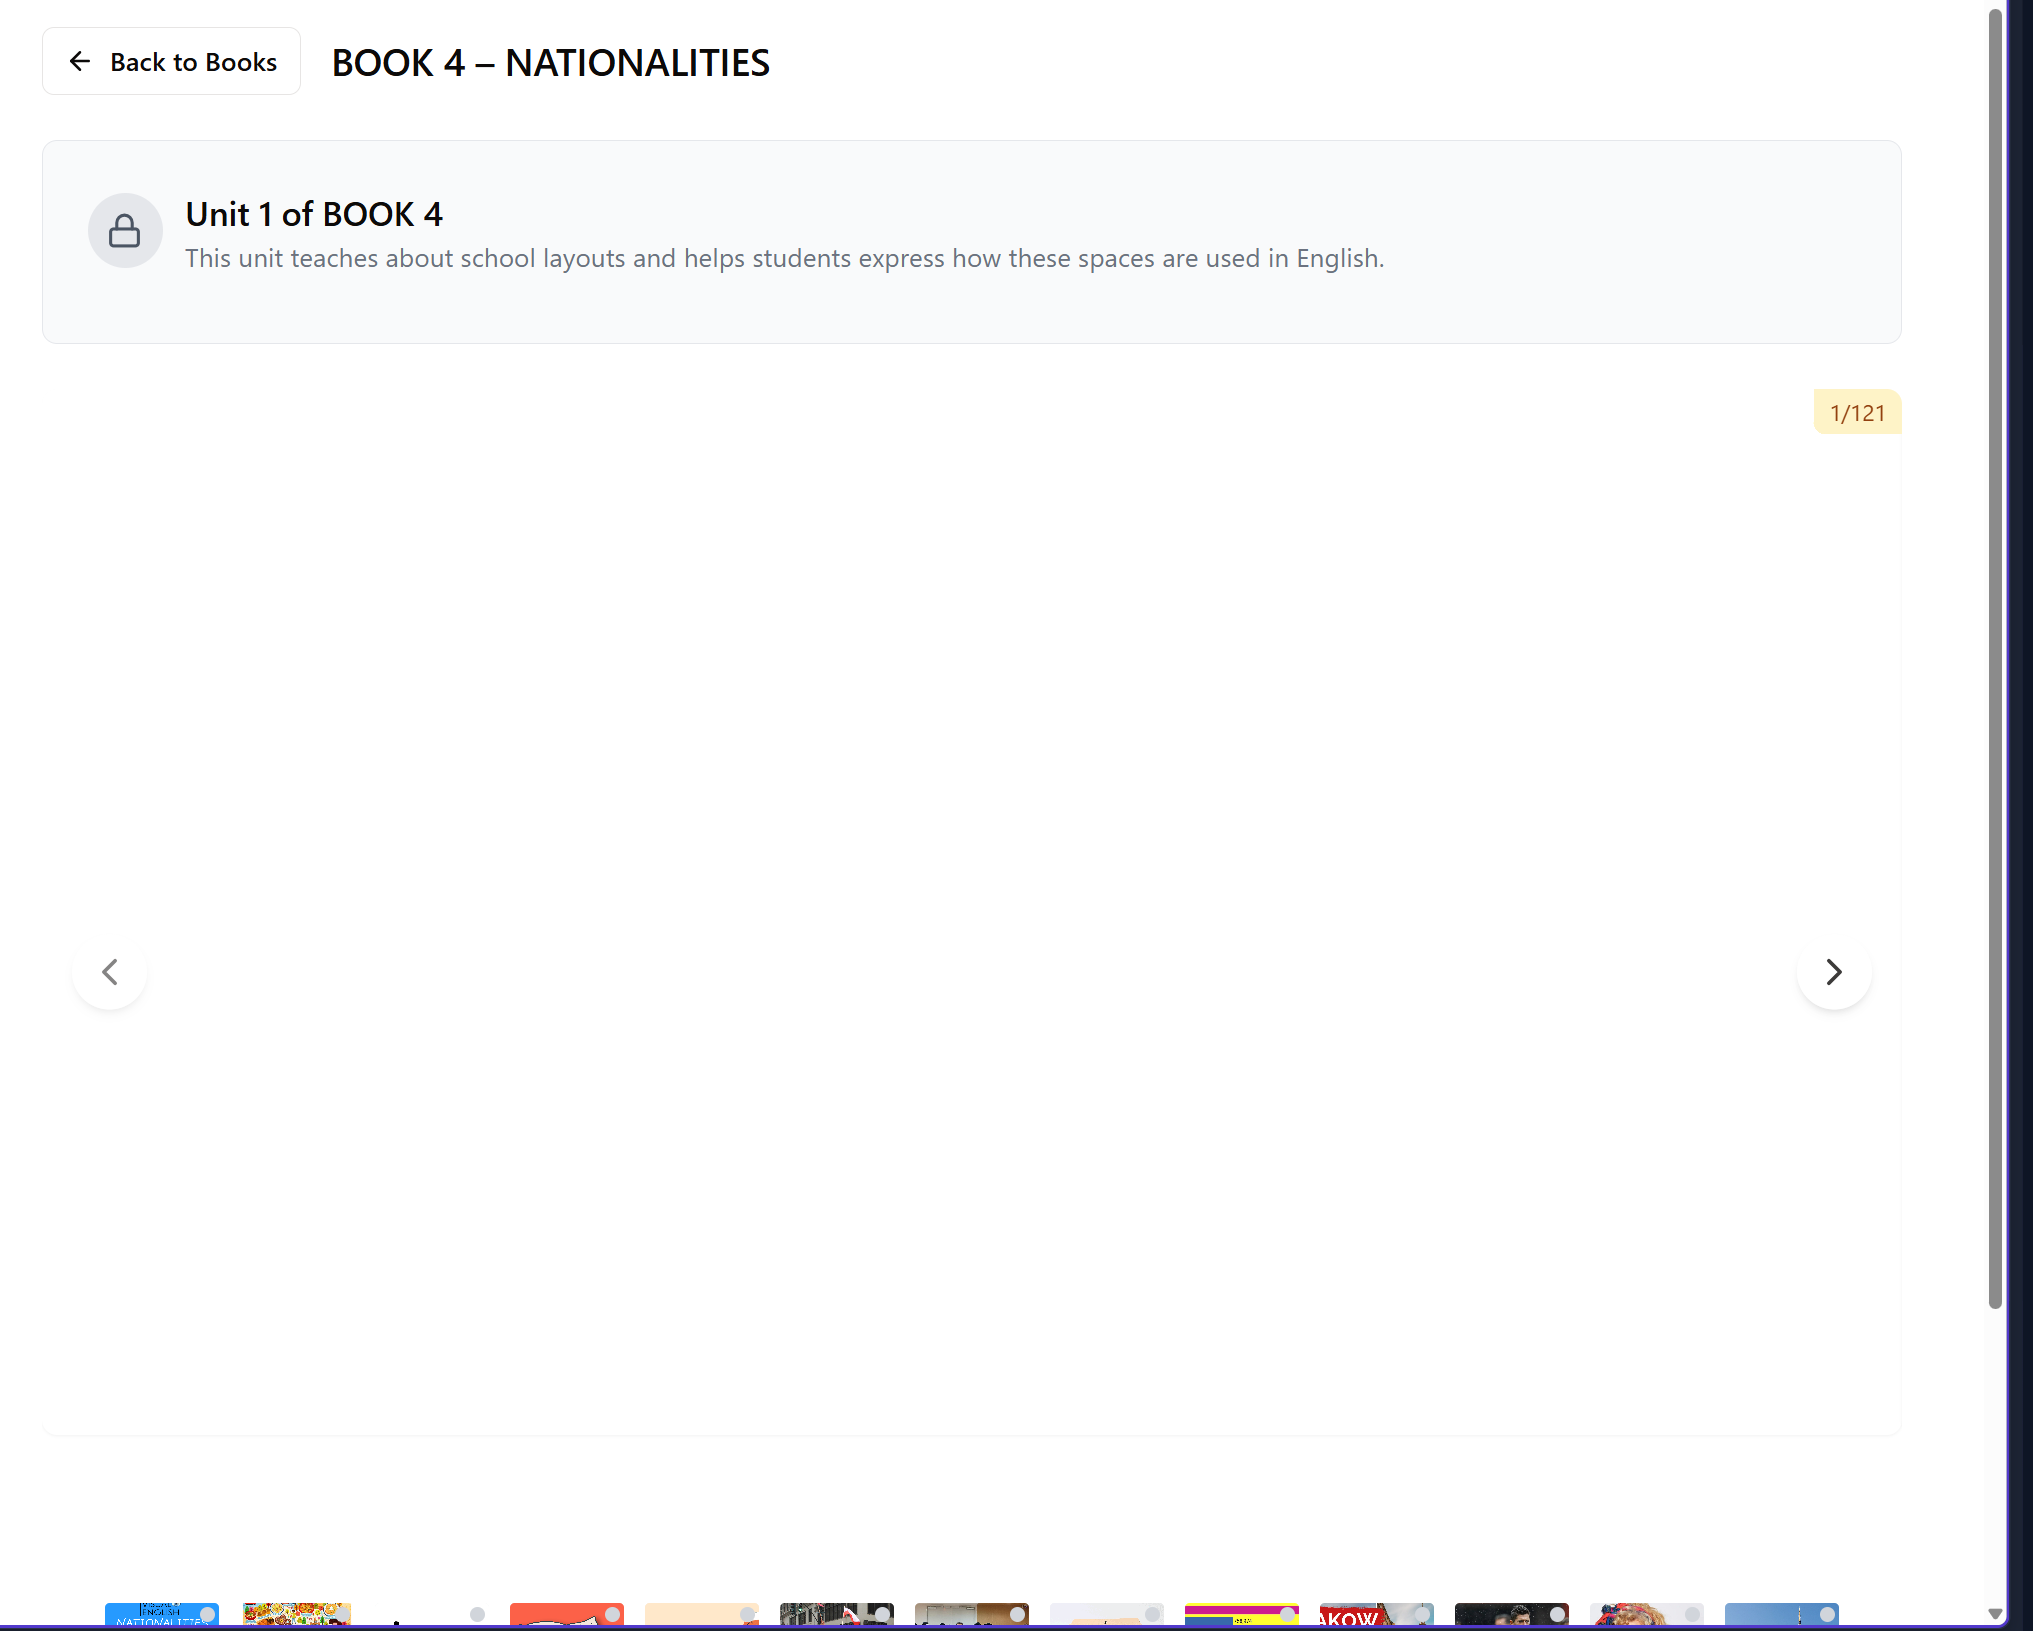 Back to Books
BOOK 4 – NATIONALITIES
Unit 1 of BOOK 4
This unit teaches about school layouts and helps students express how these spaces are used in English.
1/121
ENGLISH
NATIONALITIES
AKOW